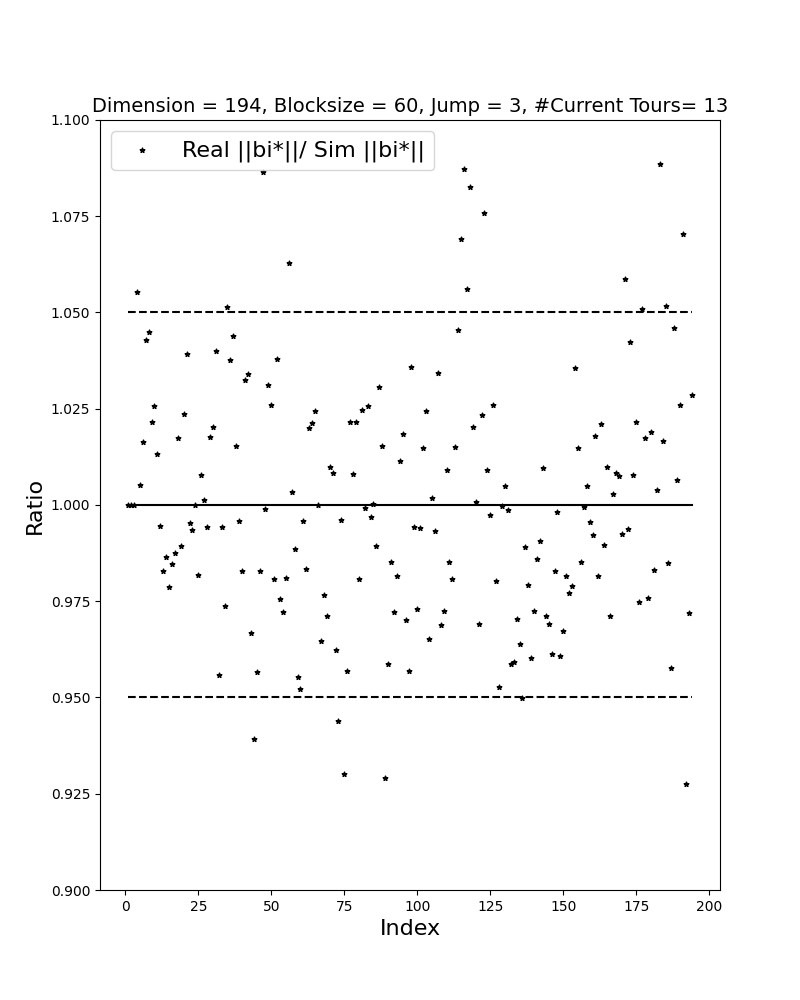 Dimension = 194, Blocksize = 60, Jump = 3, #Current Tours= 13
Real ||bi*||/ Sim ||bi*||
1.100
1.075
1.050
1.025
1.000
0.975
0.950
0.925
0.900
Ratio
0 25 50 75 100 125 150 175 200
Index